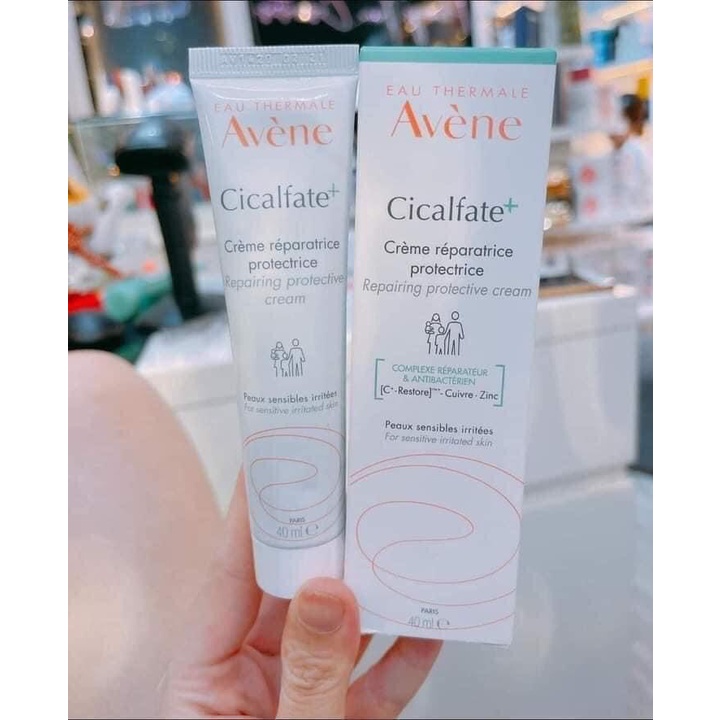 EAU THERMALE
Avène
Cicalfate+
Crème réparatrice
protectrice
Repairing protective
cream
Peaux sensibles irritées
For sensitive irritated skin
PARIS
40 ml e
EAU THERMALE
Avène
Cicalfate+
Crème réparatrice
protectrice
Repairing protective cream
COMPLEXE RÉPARATEUR
& ANTIBACTÉRIEN
[C+-Restore]™ - Cuivre - Zinc
Peaux sensibles irritées
For sensitive irritated skin
PARIS
40 ml e